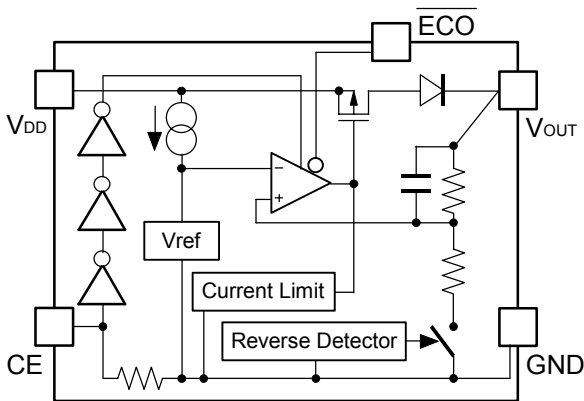 ECO
VDD
VOUT
−
+
Vref
Current Limit
Reverse Detector
CE
GND